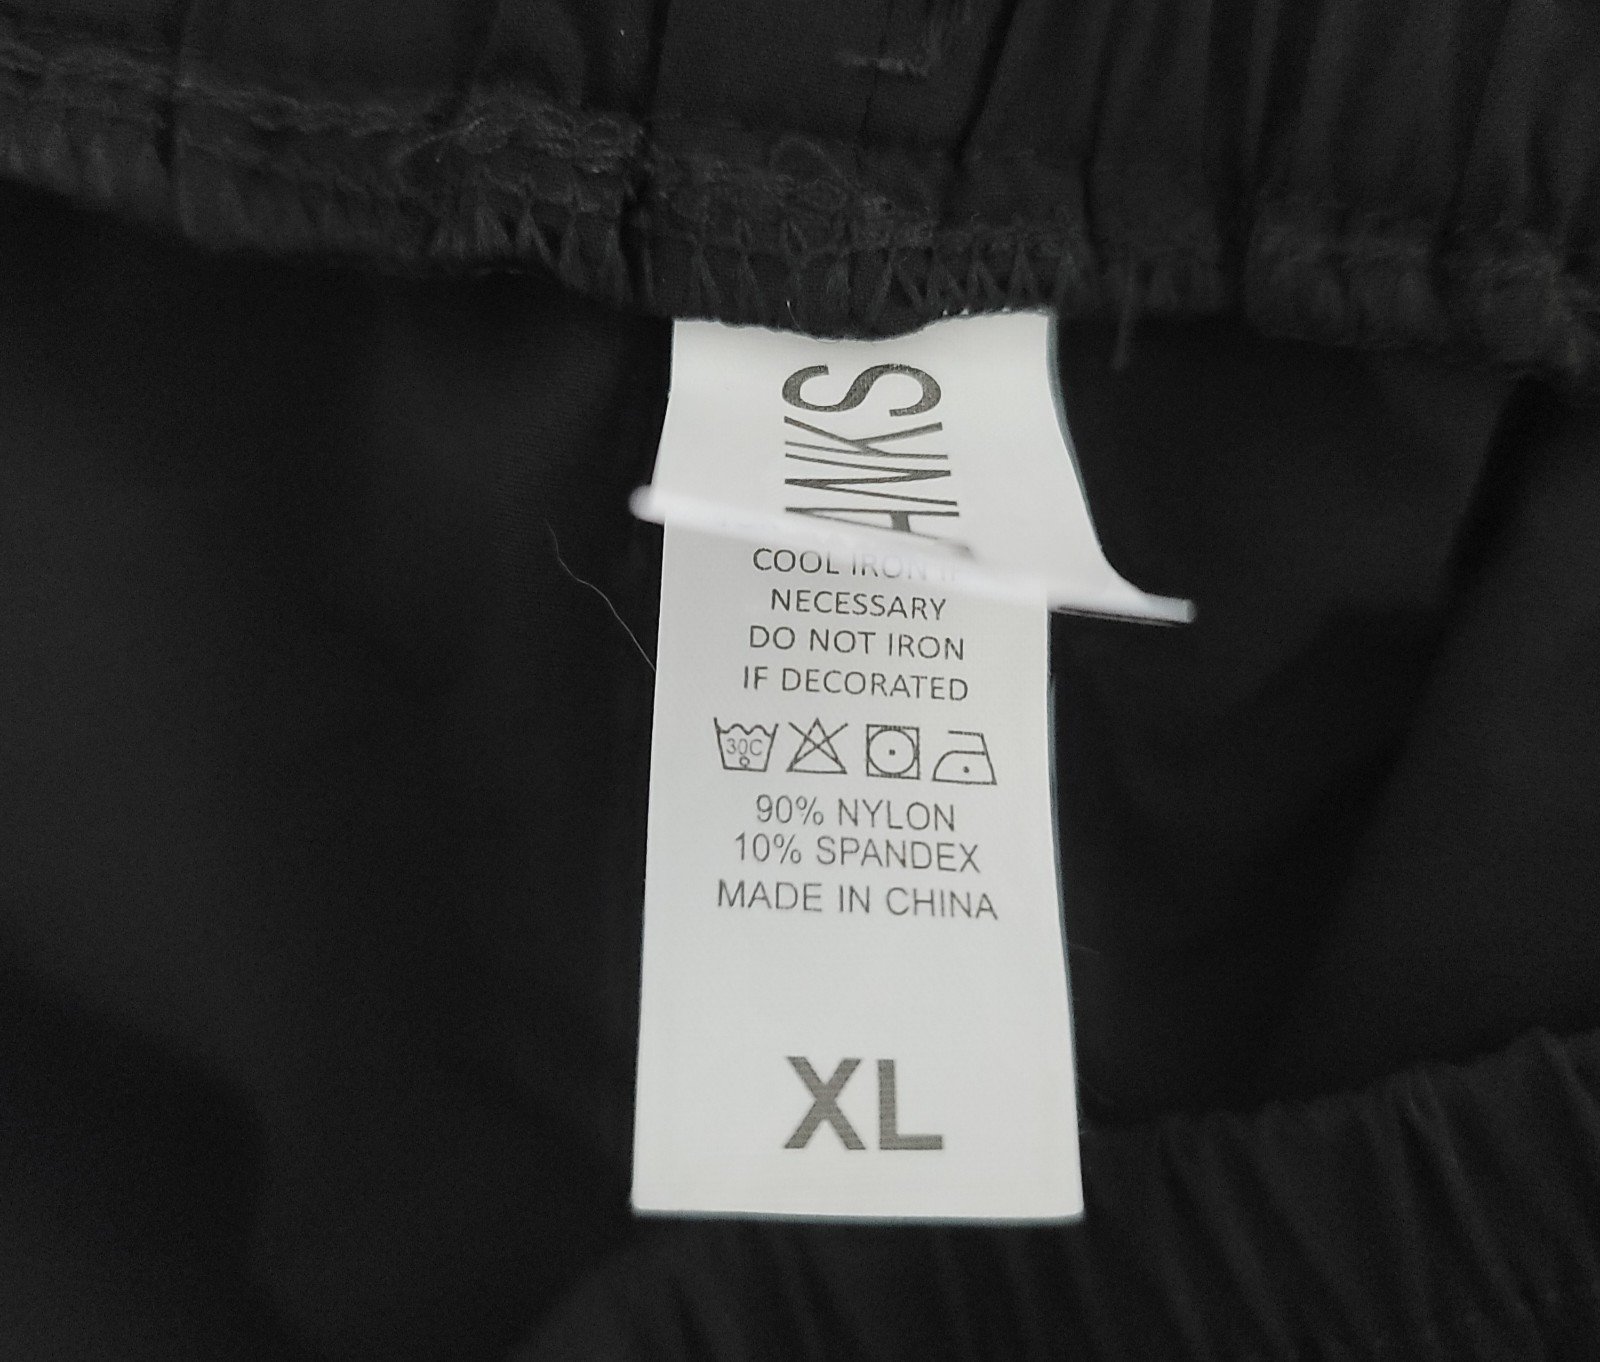 COOL IRON IF
NECESSARY
DO NOT IRON
IF DECORATED
30C
90% NYLON
10% SPANDEX
MADE IN CHINA
XL